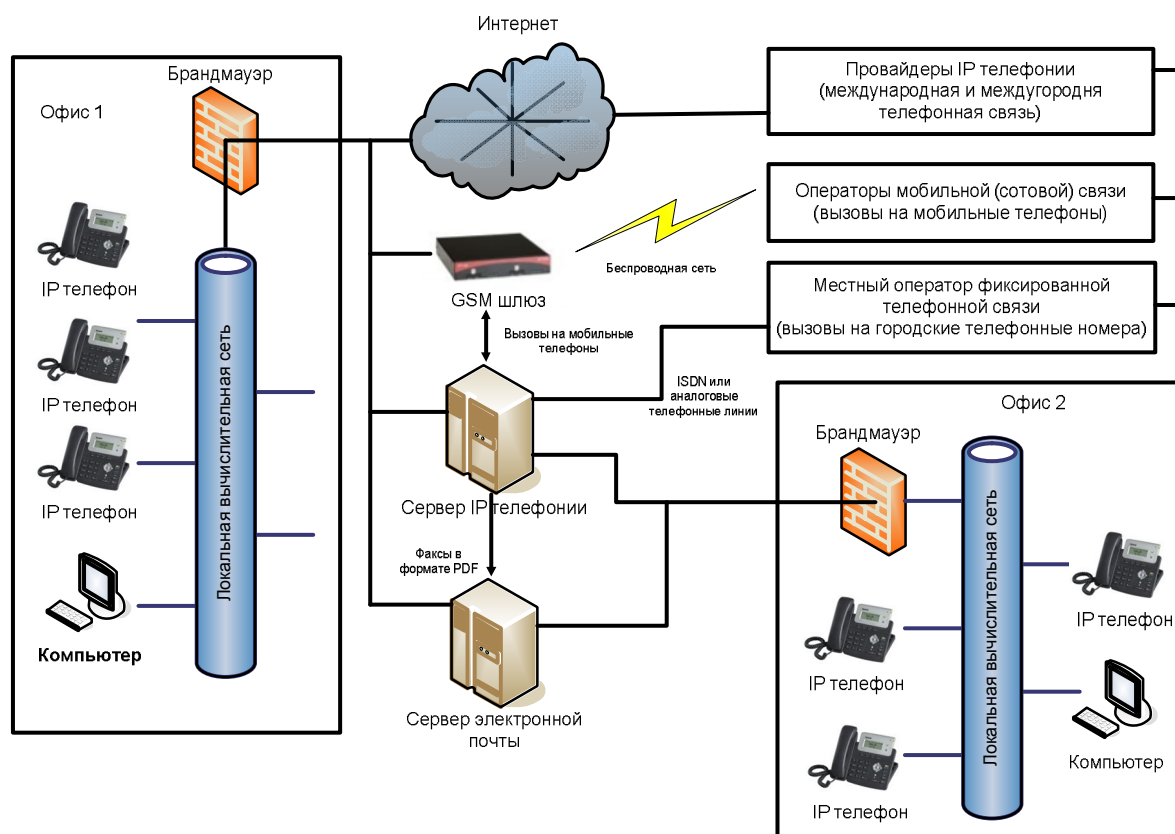 Интернет
Брандмауэр
Офис 1
Провайдеры IP телефонии
(международная и междугородня
телефонная связь)
Операторы мобильной (сотовой) связи
(вызовы на мобильные телефоны)
Беспроводная сеть
IP телефон
GSM шлюз
Местный оператор фиксированной
телефонной связи
(вызовы на городские телефонные номера)
Вызовы на мобильные
телефоны
IP телефон
ISDN или
аналоговые
телефонные линии
Офис 2
Брандмауэр
Локальная вычислительная сеть
IP телефон
Сервер IP телефонии
Факсы в
формате PDF
Локальная вычислительная сеть
IP телефон
Компьютер
IP телефон
Сервер электронной
почты
Компьютер
IP телефон